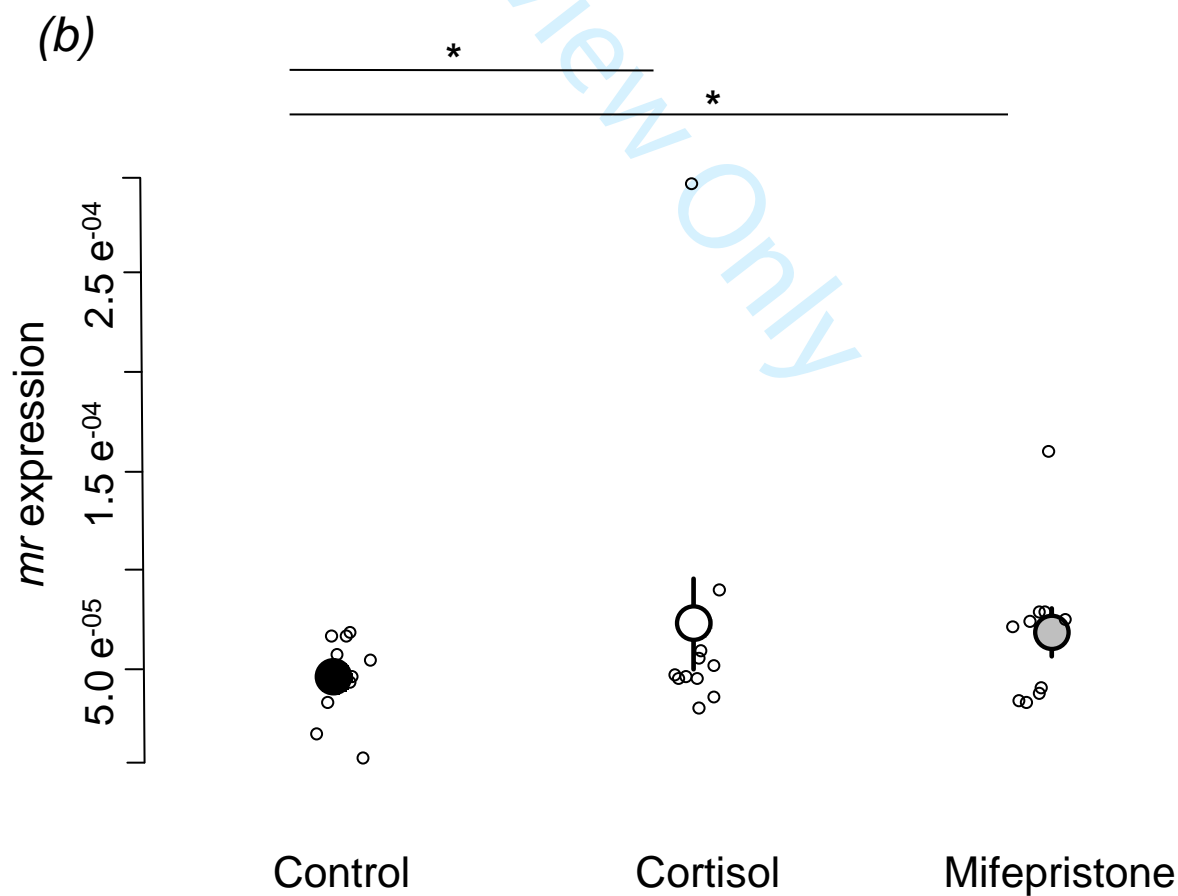 (b)
*
*
view Only
2.5 e-04
1.5 e-04
5.0 e-05
mr expression
Control Cortisol Mifepristone